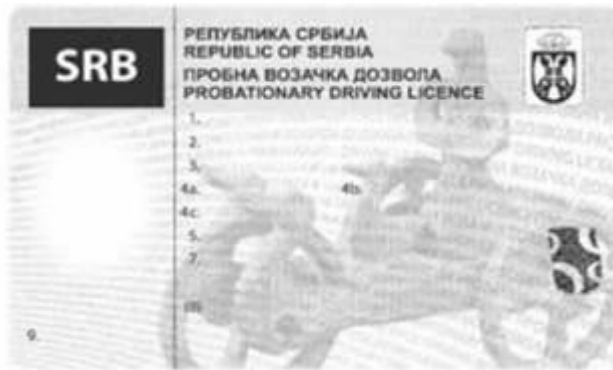 SRB
РЕПУБЛИКА СРБИЈА
REPUBLIC OF SERBIA
ПРОБНА ВОЗАЧКА ДОЗВОЛА
PROBATIONARY DRIVING LICENCE
1.
2.
3.
4a.
4b.
4c.
5.
7.
9.